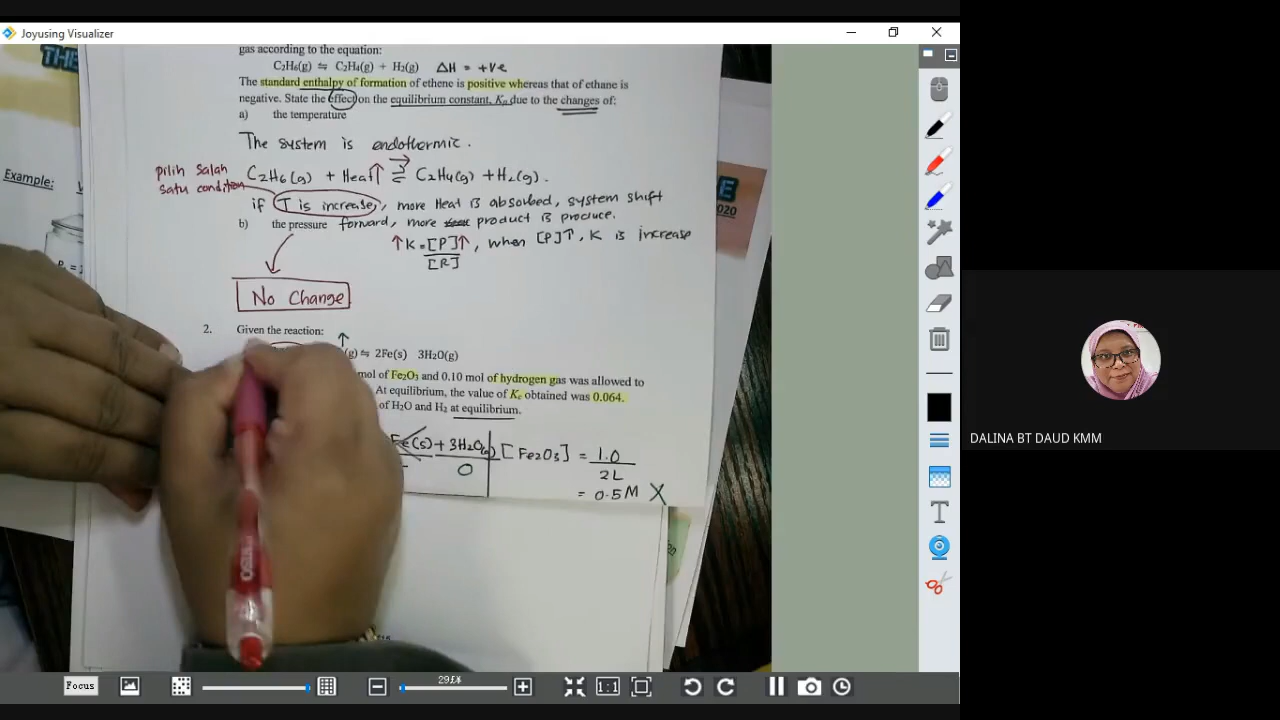 Joyusing Visualizer
gas according to the equation:
C₂H₆(g) ⇋ C₂H₄(g) + H₂(g) ΔH = +ve
The standard enthalpy of formation of ethene is positive whereas that of ethane is
negative. State the effect on the equilibrium constant, Kc due to the changes of:
a) the temperature
The system is endothermic.
pilih Salah
satu condition
C₂H₆(g) + Heat↑ ⇋ C₂H₄(g) + H₂(g).
if T is increase, more Heat is absorbed, system shift
b) the pressure
forward, more product is produce.
↑K = [P]↑, when [P]↑, K is increase
[R]
No Change
Example:
2020
2. Given the reaction:
↑
(g) ⇋ 2Fe(s) 3H₂O(g)
mol of Fe₂O₃ and 0.10 mol of hydrogen gas was allowed to
At equilibrium, the value of Kc obtained was 0.064.
of H₂O and H₂ at equilibrium.
Fe(s) + 3H₂O(g) [Fe₂O₃] = 1.0
2L
0
= 0.5M X
DALINA BT DAUD KMM
T
Focus
1:1